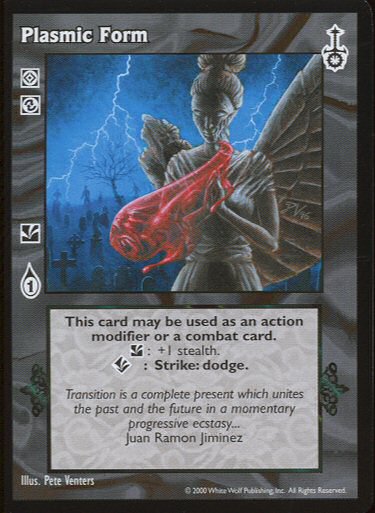 Plasmic Form
1
This card may be used as an action
modifier or a combat card.
: +1 stealth.
: Strike: dodge.
Transition is a complete present which unites
the past and the future in a momentary
progressive ecstasy...
Juan Ramon Jiminez
Illus. Pete Venters
© 2000 White Wolf Publishing, Inc. All Rights Reserved.